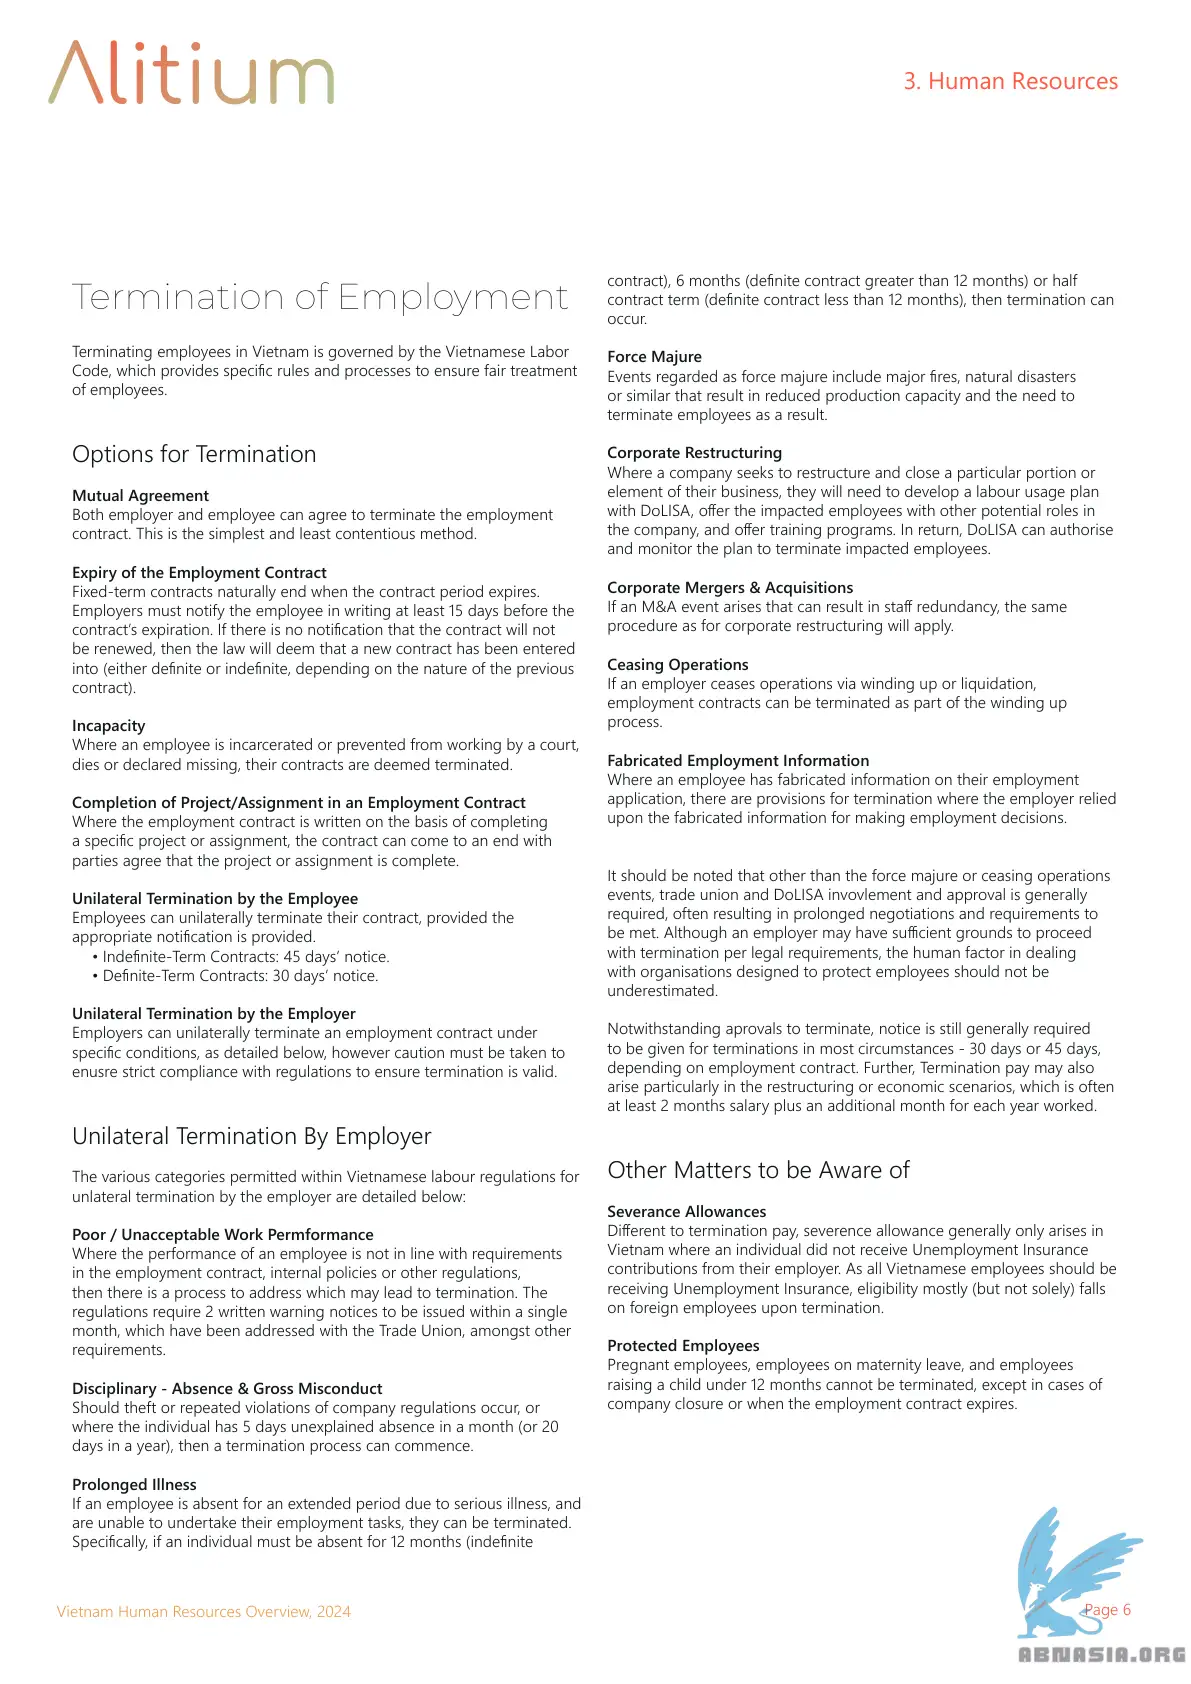 Alitium
3. Human Resources
Termination of Employment
Terminating employees in Vietnam is governed by the Vietnamese Labor
Code, which provides specific rules and processes to ensure fair treatment
of employees.
Options for Termination
Mutual Agreement
Both employer and employee can agree to terminate the employment
contract. This is the simplest and least contentious method.
Expiry of the Employment Contract
Fixed-term contracts naturally end when the contract period expires.
Employers must notify the employee in writing at least 15 days before the
contract's expiration. If there is no notification that the contract will not
be renewed, then the law will deem that a new contract has been entered
into (either definite or indefinite, depending on the nature of the previous
contract).
Incapacity
Where an employee is incarcerated or prevented from working by a court,
dies or declared missing, their contracts are deemed terminated.
Completion of Project/Assignment in an Employment Contract
Where the employment contract is written on the basis of completing
a specific project or assignment, the contract can come to an end with
parties agree that the project or assignment is complete.
Unilateral Termination by the Employee
Employees can unilaterally terminate their contract, provided the
appropriate notification is provided.
• Indefinite-Term Contracts: 45 days' notice.
• Definite-Term Contracts: 30 days' notice.
Unilateral Termination by the Employer
Employers can unilaterally terminate an employment contract under
specific conditions, as detailed below, however caution must be taken to
enusre strict compliance with regulations to ensure termination is valid.
Unilateral Termination By Employer
The various categories permitted within Vietnamese labour regulations for
unlateral termination by the employer are detailed below:
Poor / Unacceptable Work Permformance
Where the performance of an employee is not in line with requirements
in the employment contract, internal policies or other regulations,
then there is a process to address which may lead to termination. The
regulations require 2 written warning notices to be issued within a single
month, which have been addressed with the Trade Union, amongst other
requirements.
Disciplinary - Absence & Gross Misconduct
Should theft or repeated violations of company regulations occur, or
where the individual has 5 days unexplained absence in a month (or 20
days in a year), then a termination process can commence.
Prolonged Illness
If an employee is absent for an extended period due to serious illness, and
are unable to undertake their employment tasks, they can be terminated.
Specifically, if an individual must be absent for 12 months (indefinite
contract), 6 months (definite contract greater than 12 months) or half
contract term (definite contract less than 12 months), then termination can
occur.
Force Majure
Events regarded as force majure include major fires, natural disasters
or similar that result in reduced production capacity and the need to
terminate employees as a result.
Corporate Restructuring
Where a company seeks to restructure and close a particular portion or
element of their business, they will need to develop a labour usage plan
with DoLISA, offer the impacted employees with other potential roles in
the company, and offer training programs. In return, DoLISA can authorise
and monitor the plan to terminate impacted employees.
Corporate Mergers & Acquisitions
If an M&A event arises that can result in staff redundancy, the same
procedure as for corporate restructuring will apply.
Ceasing Operations
If an employer ceases operations via winding up or liquidation,
employment contracts can be terminated as part of the winding up
process.
Fabricated Employment Information
Where an employee has fabricated information on their employment
application, there are provisions for termination where the employer relied
upon the fabricated information for making employment decisions.
It should be noted that other than the force majure or ceasing operations
events, trade union and DoLISA invovlement and approval is generally
required, often resulting in prolonged negotiations and requirements to
be met. Although an employer may have sufficient grounds to proceed
with termination per legal requirements, the human factor in dealing
with organisations designed to protect employees should not be
underestimated.
Notwithstanding aprovals to terminate, notice is still generally required
to be given for terminations in most circumstances - 30 days or 45 days,
depending on employment contract. Further, Termination pay may also
arise particularly in the restructuring or economic scenarios, which is often
at least 2 months salary plus an additional month for each year worked.
Other Matters to be Aware of
Severance Allowances
Different to termination pay, severence allowance generally only arises in
Vietnam where an individual did not receive Unemployment Insurance
contributions from their employer. As all Vietnamese employees should be
receiving Unemployment Insurance, eligibility mostly (but not solely) falls
on foreign employees upon termination.
Protected Employees
Pregnant employees, employees on maternity leave, and employees
raising a child under 12 months cannot be terminated, except in cases of
company closure or when the employment contract expires.
Vietnam Human Resources Overview, 2024
Page 6
ABNASIA.ORG